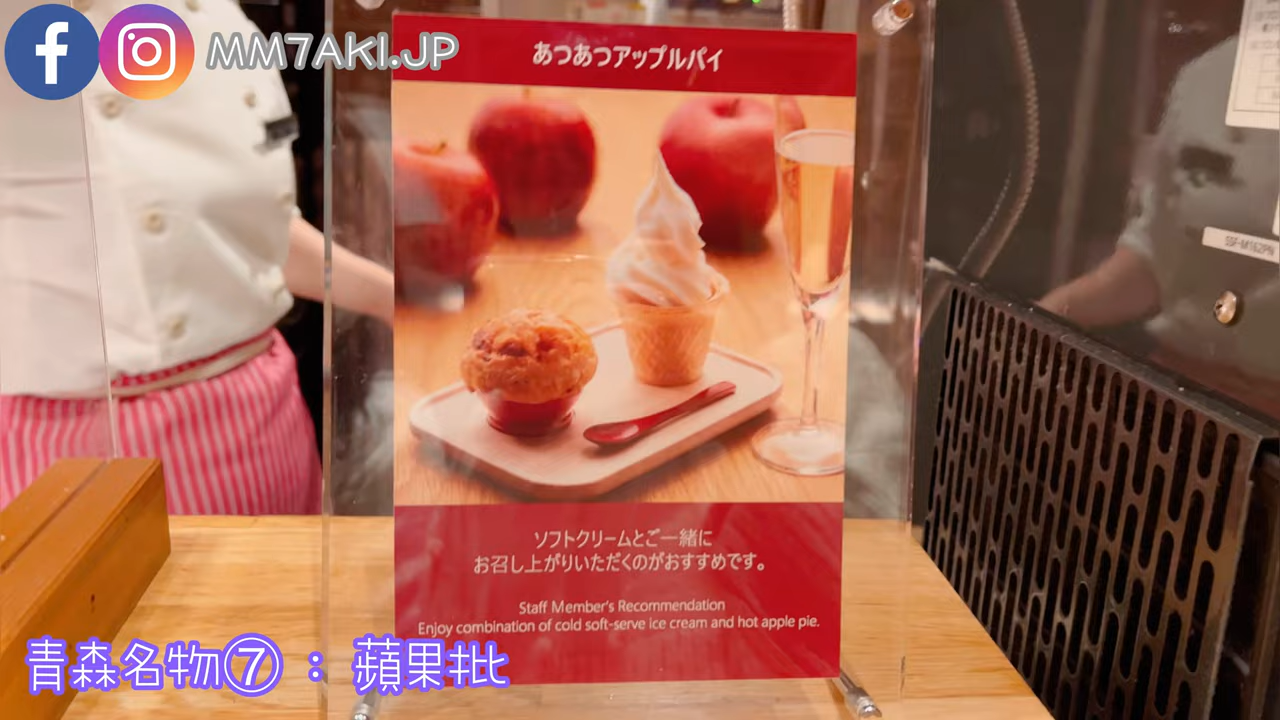 MM7AKI.JP
あつあつアップルパイ
ソフトクリームとご一緒に
お召し上がりいただくのがおすすめです。
Staff Member's Recommendation
Enjoy combination of cold soft-serve ice cream and hot apple pie.
SSF-M162PN
青森名物⑦：蘋果批